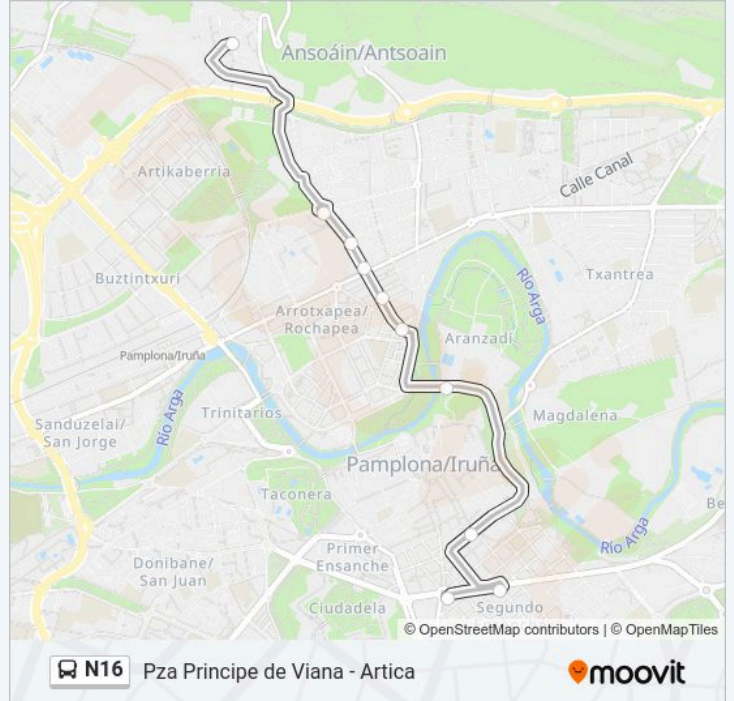 Ansoáin/Antsoain
Artikaberria
Calle Canal
Buztintxuri
Río Arga
Txantrea
Arrotxapea/
Rochapea
Aranzadi
Pamplona/Iruña
Río Arga
Trinitarios
Magdalena
Sanduzelai/
San Jorge
Pamplona/Iruña
Taconera
Be
Río Arga
Primer
Ensanche
Donibane/
San Juan
Ciudadela
Segundo
© OpenStreetMap contributors | © OpenMapTiles
N16 Pza Principe de Viana - Artica
moovit